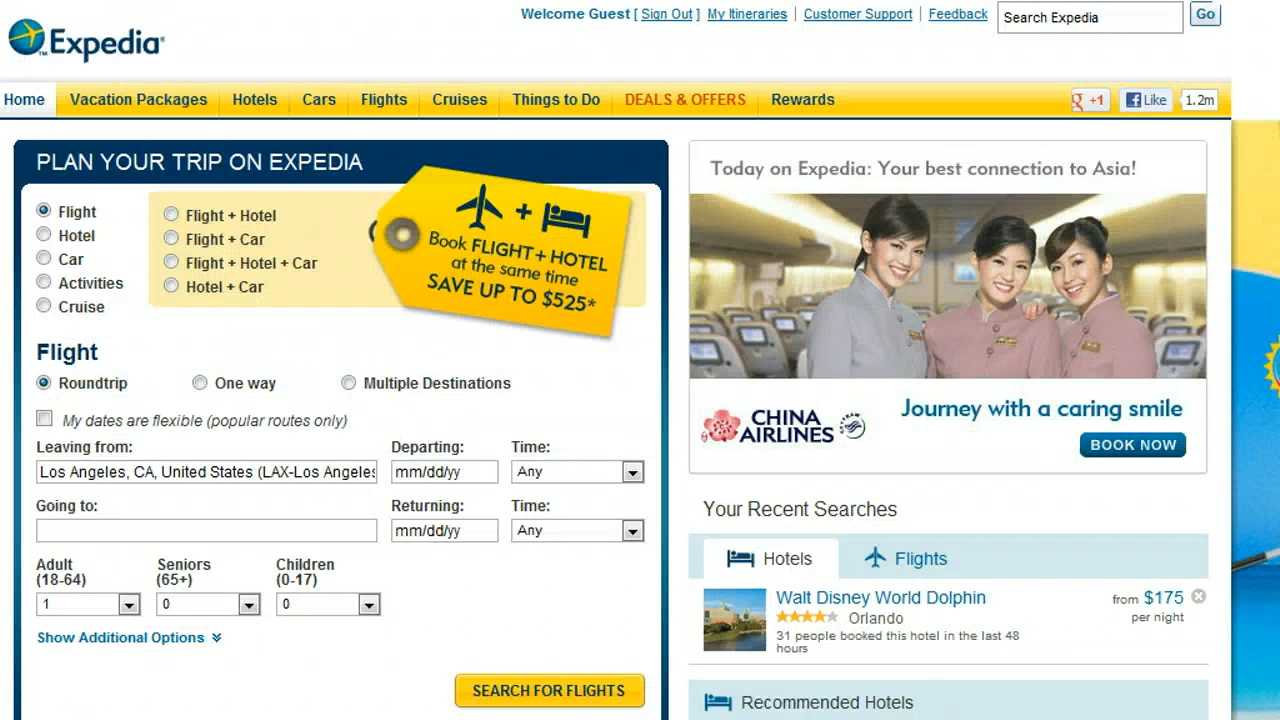 Welcome Guest [ Sign Out ] My Itineraries | Customer Support | Feedback
Search Expedia
Go
Expedia
Home
Vacation Packages
Hotels
Cars
Flights
Cruises
Things to Do
DEALS & OFFERS
Rewards
+1
Like
1.2m
PLAN YOUR TRIP ON EXPEDIA
Flight
Hotel
Car
Activities
Cruise
Flight + Hotel
Flight + Car
Flight + Hotel + Car
Hotel + Car
Book FLIGHT + HOTEL
at the same time
SAVE UP TO $525*
Flight
Roundtrip
One way
Multiple Destinations
My dates are flexible (popular routes only)
Leaving from:
Departing:
Time:
Los Angeles, CA, United States (LAX-Los Angeles
mm/dd/yy
Any
Going to:
Returning:
Time:
mm/dd/yy
Any
Adult
(18-64)
Seniors
(65+)
Children
(0-17)
1
0
0
Show Additional Options
SEARCH FOR FLIGHTS
Today on Expedia: Your best connection to Asia!
CHINA
AIRLINES
Journey with a caring smile
BOOK NOW
Your Recent Searches
Hotels
Flights
Walt Disney World Dolphin
from $175
per night
Orlando
31 people booked this hotel in the last 48
hours
Recommended Hotels